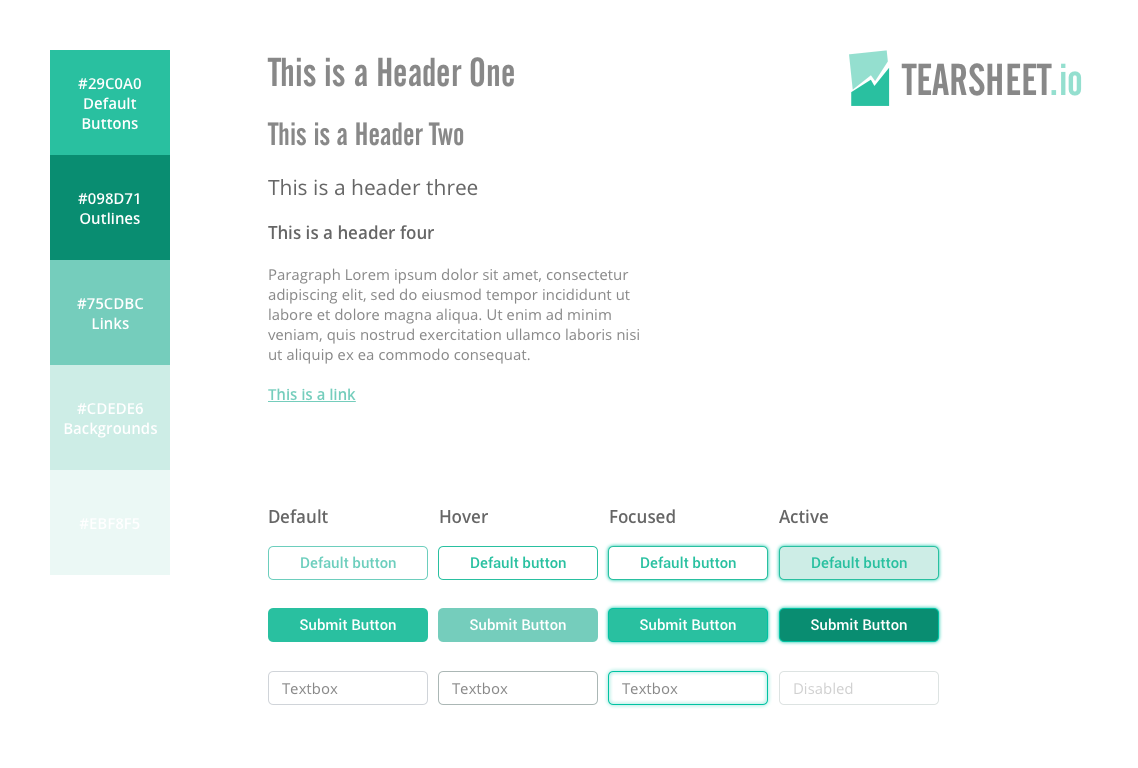 #29C0A0
Default
Buttons
#098D71
Outlines
#75CDBC
Links
#CDEDE6
Backgrounds
#EBF8F5
This is a Header One
This is a Header Two
This is a header three
This is a header four
Paragraph Lorem ipsum dolor sit amet, consectetur
adipiscing elit, sed do eiusmod tempor incididunt ut
labore et dolore magna aliqua. Ut enim ad minim
veniam, quis nostrud exercitation ullamco laboris nisi
ut aliquip ex ea commodo consequat.
This is a link
TEARSHEET.io
Default Hover Focused Active
Default button Default button Default button Default button
Submit Button Submit Button Submit Button Submit Button
Textbox Textbox Textbox Disabled